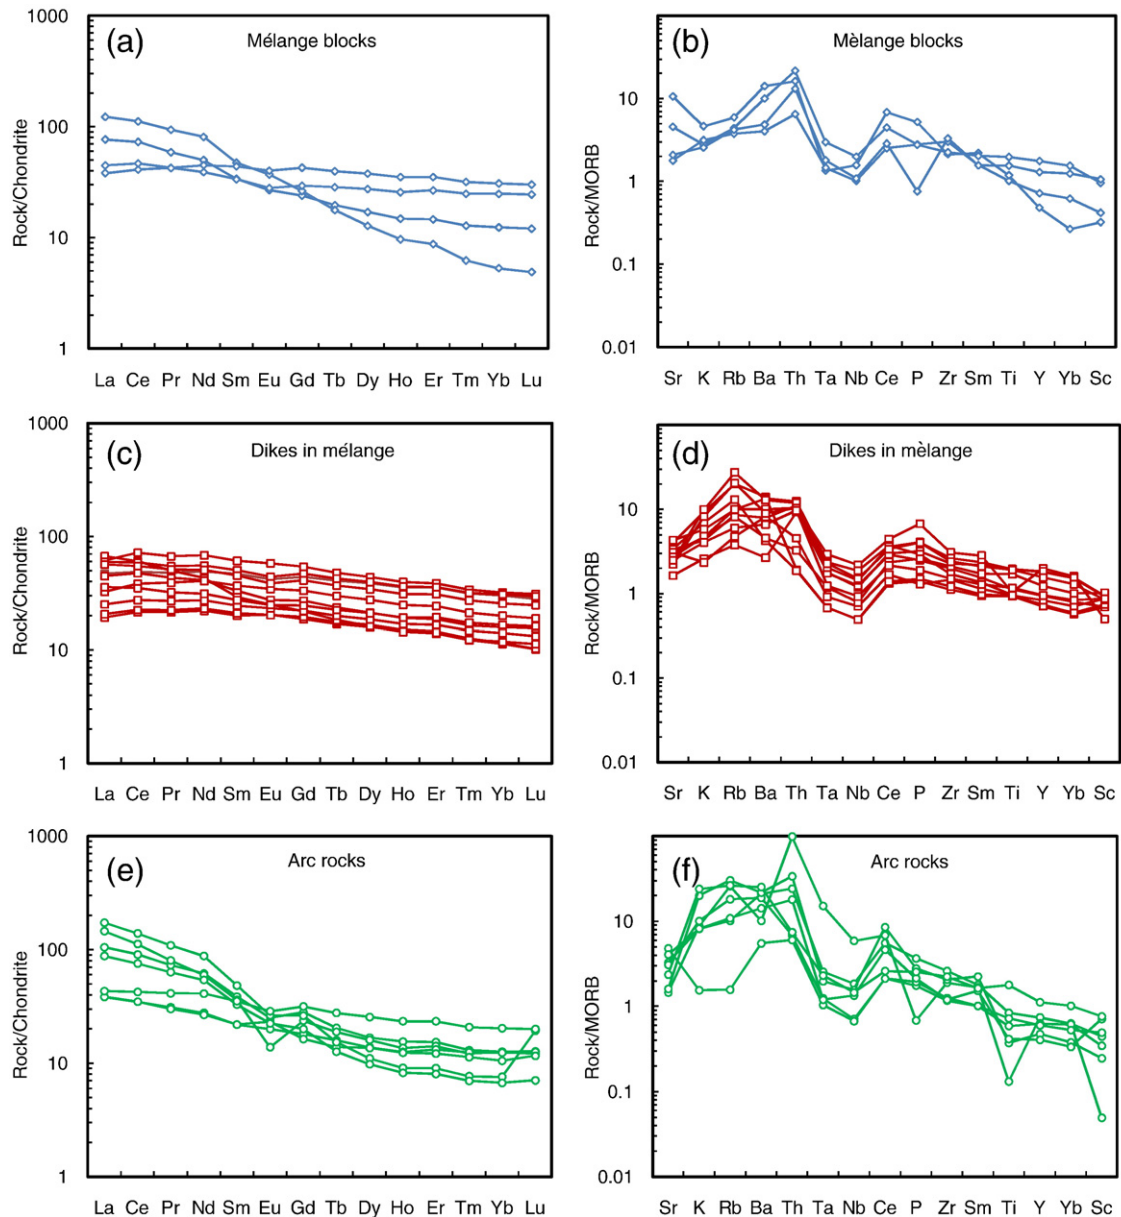 (a) Mélange blocks
Rock/Chondrite
1000
100
10
1
La Ce Pr Nd Sm Eu Gd Tb Dy Ho Er Tm Yb Lu
(b) Mèlange blocks
Rock/MORB
10
1
0.1
0.01
Sr K Rb Ba Th Ta Nb Ce P Zr Sm Ti Y Yb Sc
(c) Dikes in mélange
Rock/Chondrite
1000
100
10
1
La Ce Pr Nd Sm Eu Gd Tb Dy Ho Er Tm Yb Lu
(d) Dikes in mèlange
Rock/MORB
10
1
0.1
0.01
Sr K Rb Ba Th Ta Nb Ce P Zr Sm Ti Y Yb Sc
(e) Arc rocks
Rock/Chondrite
1000
100
10
1
La Ce Pr Nd Sm Eu Gd Tb Dy Ho Er Tm Yb Lu
(f) Arc rocks
Rock/MORB
10
1
0.1
0.01
Sr K Rb Ba Th Ta Nb Ce P Zr Sm Ti Y Yb Sc